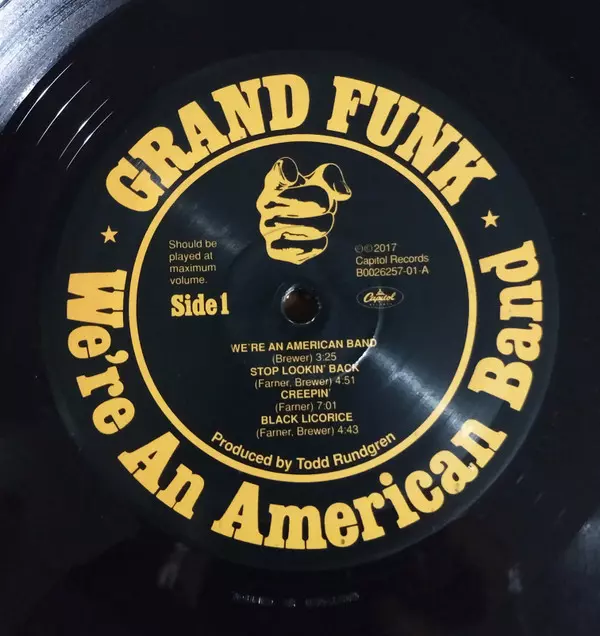 GRAND FUNK
We're An American Band
Should be
played at
maximum
volume.
Side 1
℗©2017
Capitol Records
B0026257-01-A
Capitol
WE'RE AN AMERICAN BAND
(Brewer) 3:25
STOP LOOKIN' BACK
(Farner, Brewer) 4:51
CREEPIN'
(Farner) 7:01
BLACK LICORICE
(Farner, Brewer) 4:43
Produced by Todd Rundgren